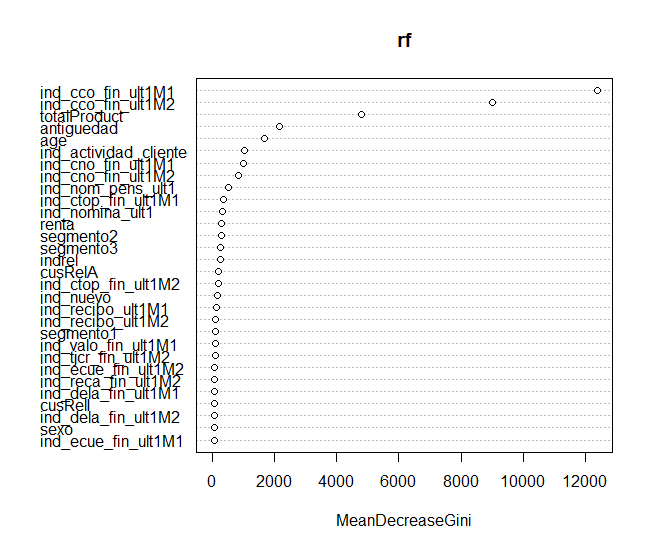 rf
ind_cco_fin_ult1M1
ind_cco_fin_ult1M2
totalProduct
antiguedad
age
ind_actividad_cliente
ind_cno_fin_ult1M1
ind_cno_fin_ult1M2
ind_nom_pens_ult1
ind_ctop_fin_ult1M1
ind_nomina_ult1
renta
segmento2
segmento3
indrel
cusRelA
ind_ctop_fin_ult1M2
ind_nuevo
ind_recibo_ult1M1
ind_recibo_ult1M2
segmento1
ind_valo_fin_ult1M1
ind_tjcr_fin_ult1M2
ind_ecue_fin_ult1M2
ind_reca_fin_ult1M2
ind_dela_fin_ult1M1
cusRelI
ind_dela_fin_ult1M2
sexo
ind_ecue_fin_ult1M1
0 2000 4000 6000 8000 10000 12000
MeanDecreaseGini